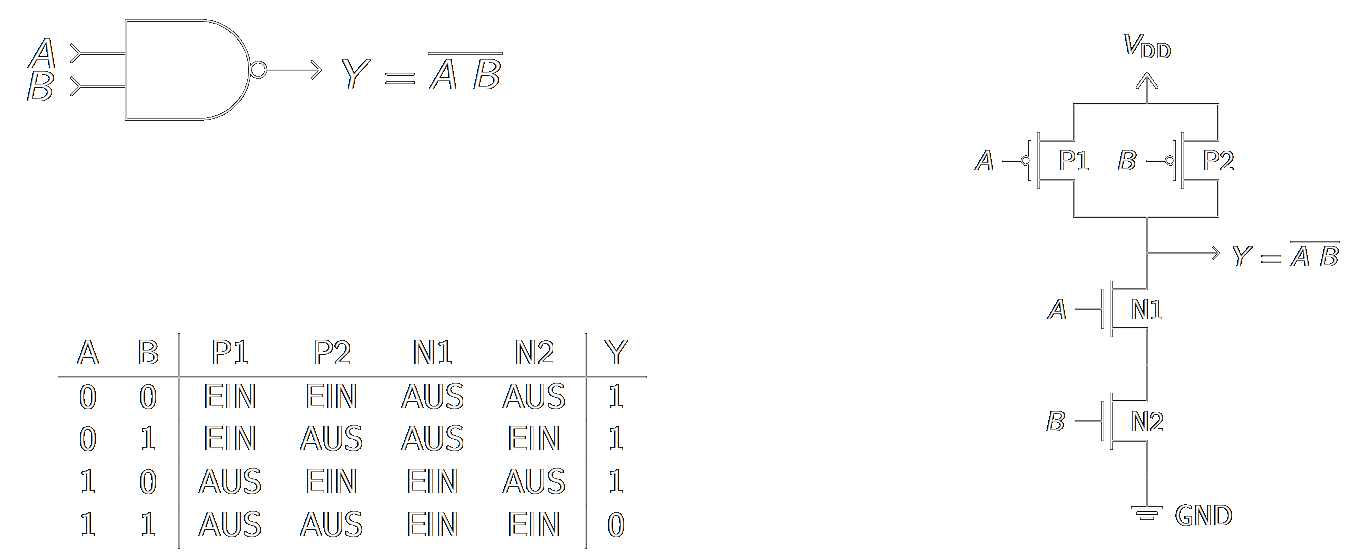 A
B
Y = \overline{A B}
A B P1 P2 N1 N2 Y
0 0 EIN EIN AUS AUS 1
0 1 EIN AUS AUS EIN 1
1 0 AUS EIN EIN AUS 1
1 1 AUS AUS EIN EIN 0
V_DD
A P1 B P2
Y = \overline{A B}
A N1
B N2
GND